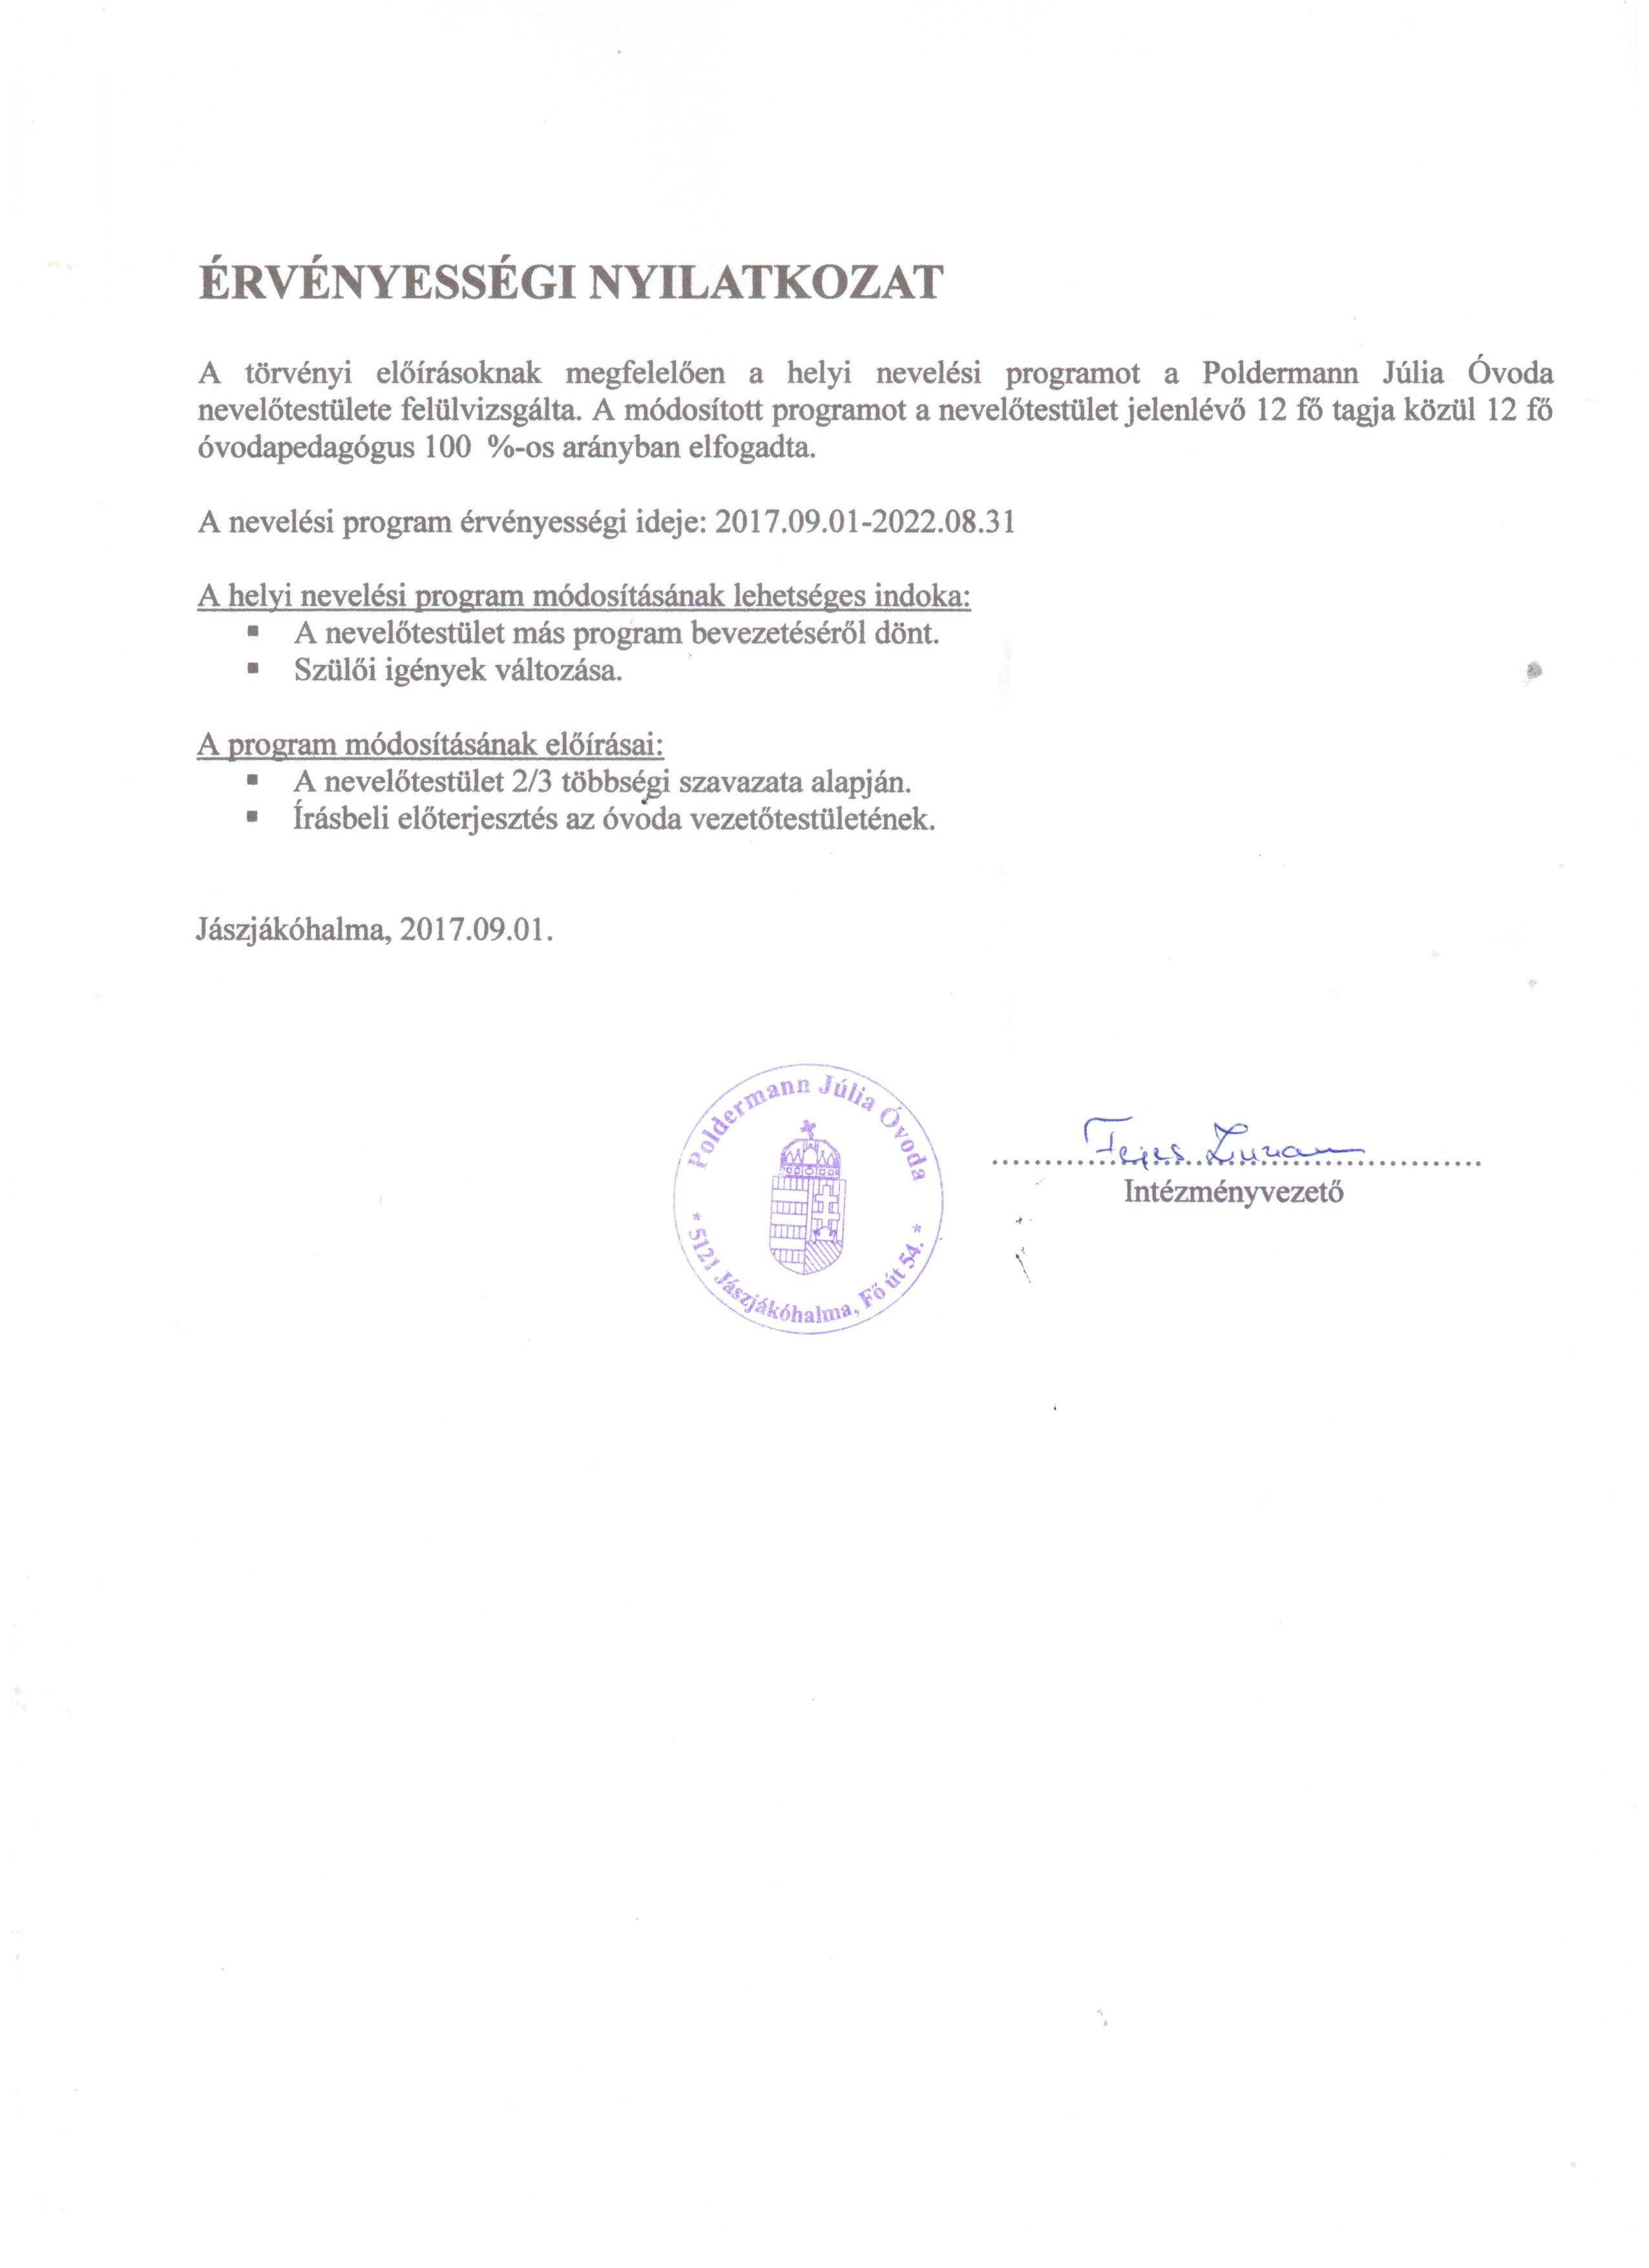 ÉRVÉNYESSÉGI NYILATKOZAT
A törvényi előírásoknak megfelelően a helyi nevelési programot a Poldermann Júlia Óvoda
nevelőtestülete felülvizsgálta. A módosított programot a nevelőtestület jelenlévő 12 fő tagja közül 12 fő
óvodapedagógus 100 %-os arányban elfogadta.
A nevelési program érvényességi ideje: 2017.09.01-2022.08.31
A helyi nevelési program módosításának lehetséges indoka:
▪ A nevelőtestület más program bevezetéséről dönt.
▪ Szülői igények változása.
A program módosításának előírásai:
▪ A nevelőtestület 2/3 többségi szavazata alapján.
▪ Írásbeli előterjesztés az óvoda vezetőtestületének.
Jászjákóhalma, 2017.09.01.
Poldermann Júlia Óvoda
* 5121 Jászjákóhalma, Fő út 54. *
Fejes
Intézményvezető